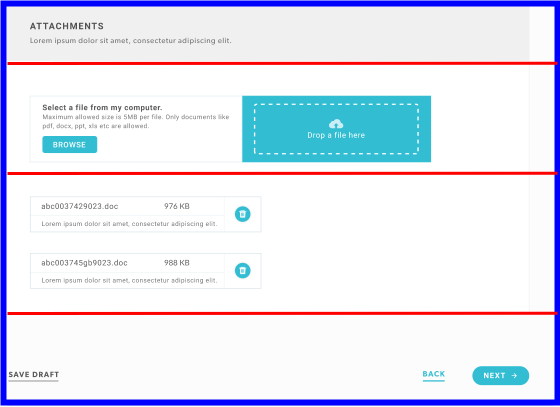 ATTACHMENTS
Lorem ipsum dolor sit amet, consectetur adipiscing elit.
Select a file from my computer.
Maximum allowed size is 5MB per file. Only documents like
pdf, docz, ppt, xls etc are allowed.
BROWSE
Drop a file here
abc0037429023.doc 976 KB
Lorem ipsum dolor sit amet, consectetur adipiscing elit.
abc003745gb9023.doc 988 KB
Lorem ipsum dolor sit amet, consectetur adipiscing elit.
SAVE DRAFT
BACK
NEXT →